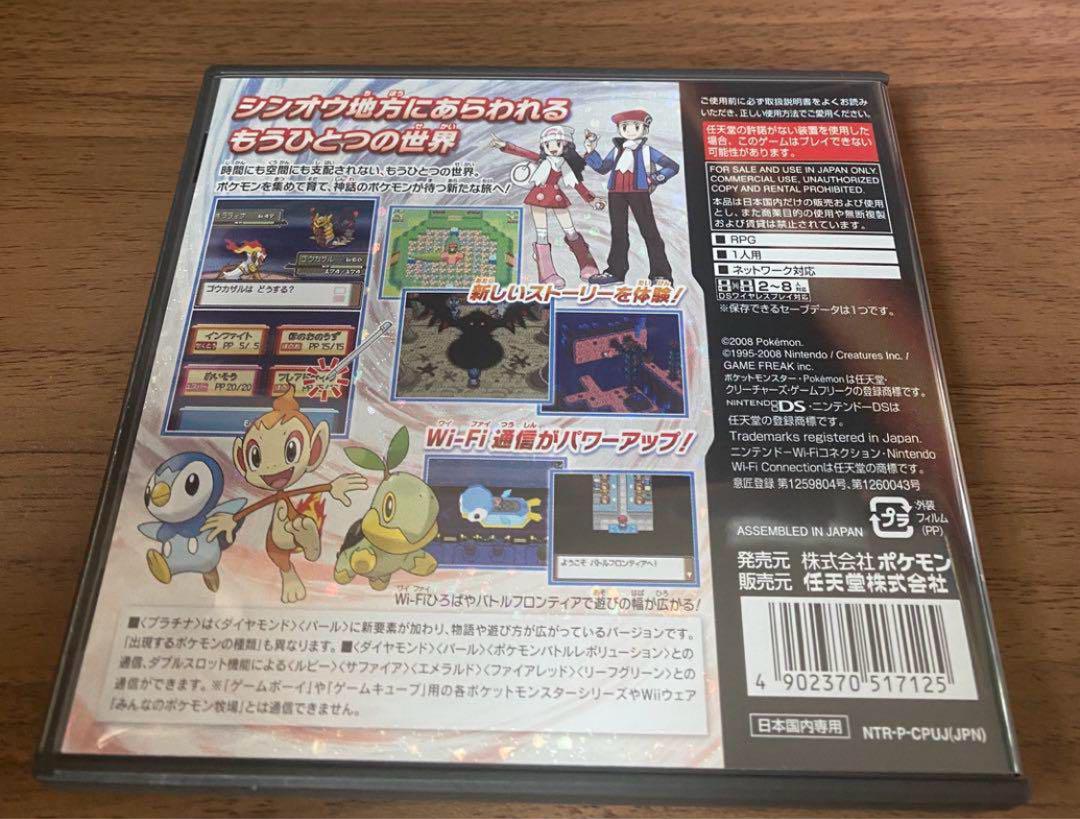 シンオウ地方にあらわれる
もうひとつの世界
時間にも空間にも支配されない、もうひとつの世界。
ポケモンを集めて育て、神話のポケモンが待つ新たな旅へ!
ギラティナ Lv47
ゴウカザル Lv60
174/174
ゴウカザルは どうする?
インファイト
かくとう PP 5/5
PP15/15
めいそう
PP20/20
新しいストーリーを体験!
Wi-Fi 通信がパワーアップ!
ようこそ バトルフロンティアへ!
Wi-Fiひろばやバトルフロンティアで遊びの幅が広がる!
■〈プラチナ〉は〈ダイヤモンド〉〈パール〉に新要素が加わり、物語や遊び方が広がっているバージョンです。
「出現するポケモンの種類」も異なります。■〈ダイヤモンド〉〈パール〉〈ポケモンバトルレボリューション〉との
通信、ダブルスロット機能による〈ルビー〉〈サファイア〉〈エメラルド〉〈ファイアレッド〉〈リーフグリーン〉との
通信ができます。※「ゲームボーイ」や「ゲームキューブ」用の各ポケットモンスターシリーズやWiiウェア
「みんなのポケモン牧場」とは通信できません。
ご使用前に必ず取扱説明書をよくお読み
いただき、正しい使用方法でご愛用ください。
任天堂の許諾がない装置を使用した
場合、このゲームはプレイできない
可能性があります。
FOR SALE AND USE IN JAPAN ONLY.
COMMERCIAL USE, UNAUTHORIZED
COPY AND RENTAL PROHIBITED.
本品は日本国内だけの販売および使用
とし、また商業目的の使用や無断複製
および賃貸は禁止されています。
■ RPG
■ 1人用
■ ネットワーク対応
2~8人対応
DSワイヤレスプレイ対応
※保存できるセーブデータは1つです。
©2008 Pokémon.
©1995-2008 Nintendo / Creatures Inc. /
GAME FREAK inc.
ポケットモンスター・Pokémonは任天堂・
クリーチャーズ・ゲームフリークの登録商標です。
NINTENDO DS・ニンテンドーDSは
任天堂の登録商標です。
Trademarks registered in Japan.
ニンテンドーWi-Fiコネクション・Nintendo
Wi-Fi Connectionは任天堂の商標です。
意匠登録 第1259804号、第1260043号
ASSEMBLED IN JAPAN
プラ
外装
フィルム
(PP)
発売元 株式会社ポケモン
販売元 任天堂株式会社
4 902370 517125
日本国内専用
NTR-P-CPUJ(JPN)